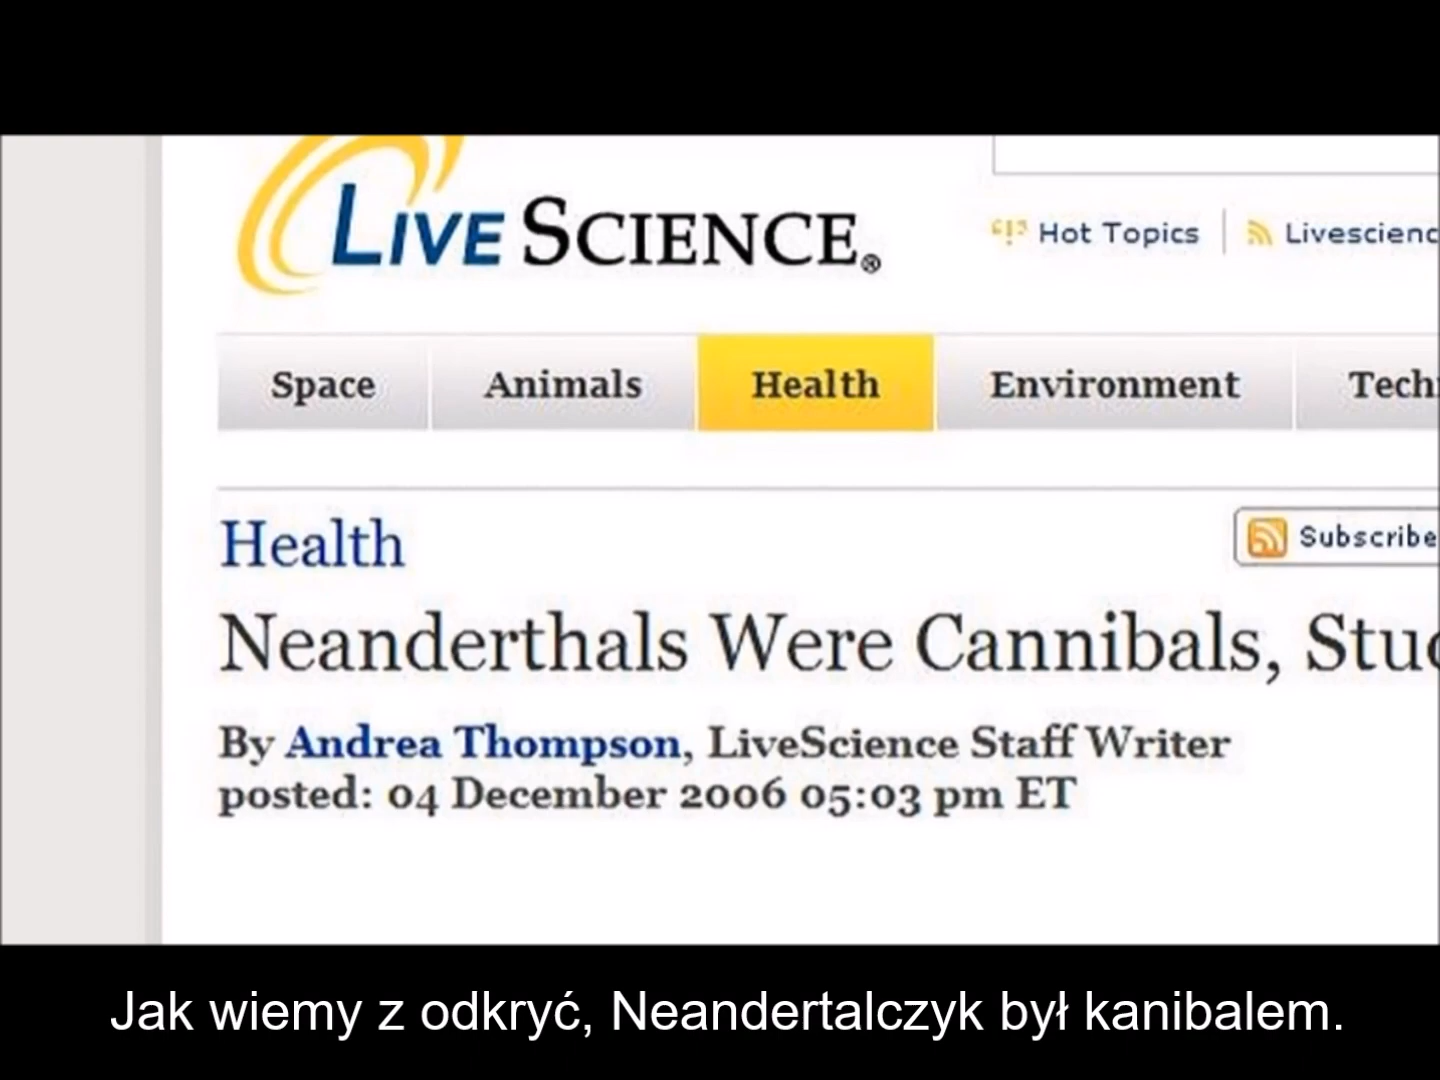 LIVE SCIENCE®
Hot Topics
Space Animals Health Environment
Health
Subscribe
Neanderthals Were Cannibals,
By Andrea Thompson, LiveScience Staff Writer
posted: 04 December 2006 05:03 pm ET
Jak wiemy z odkryć, Neandertalczyk był kanibalem.